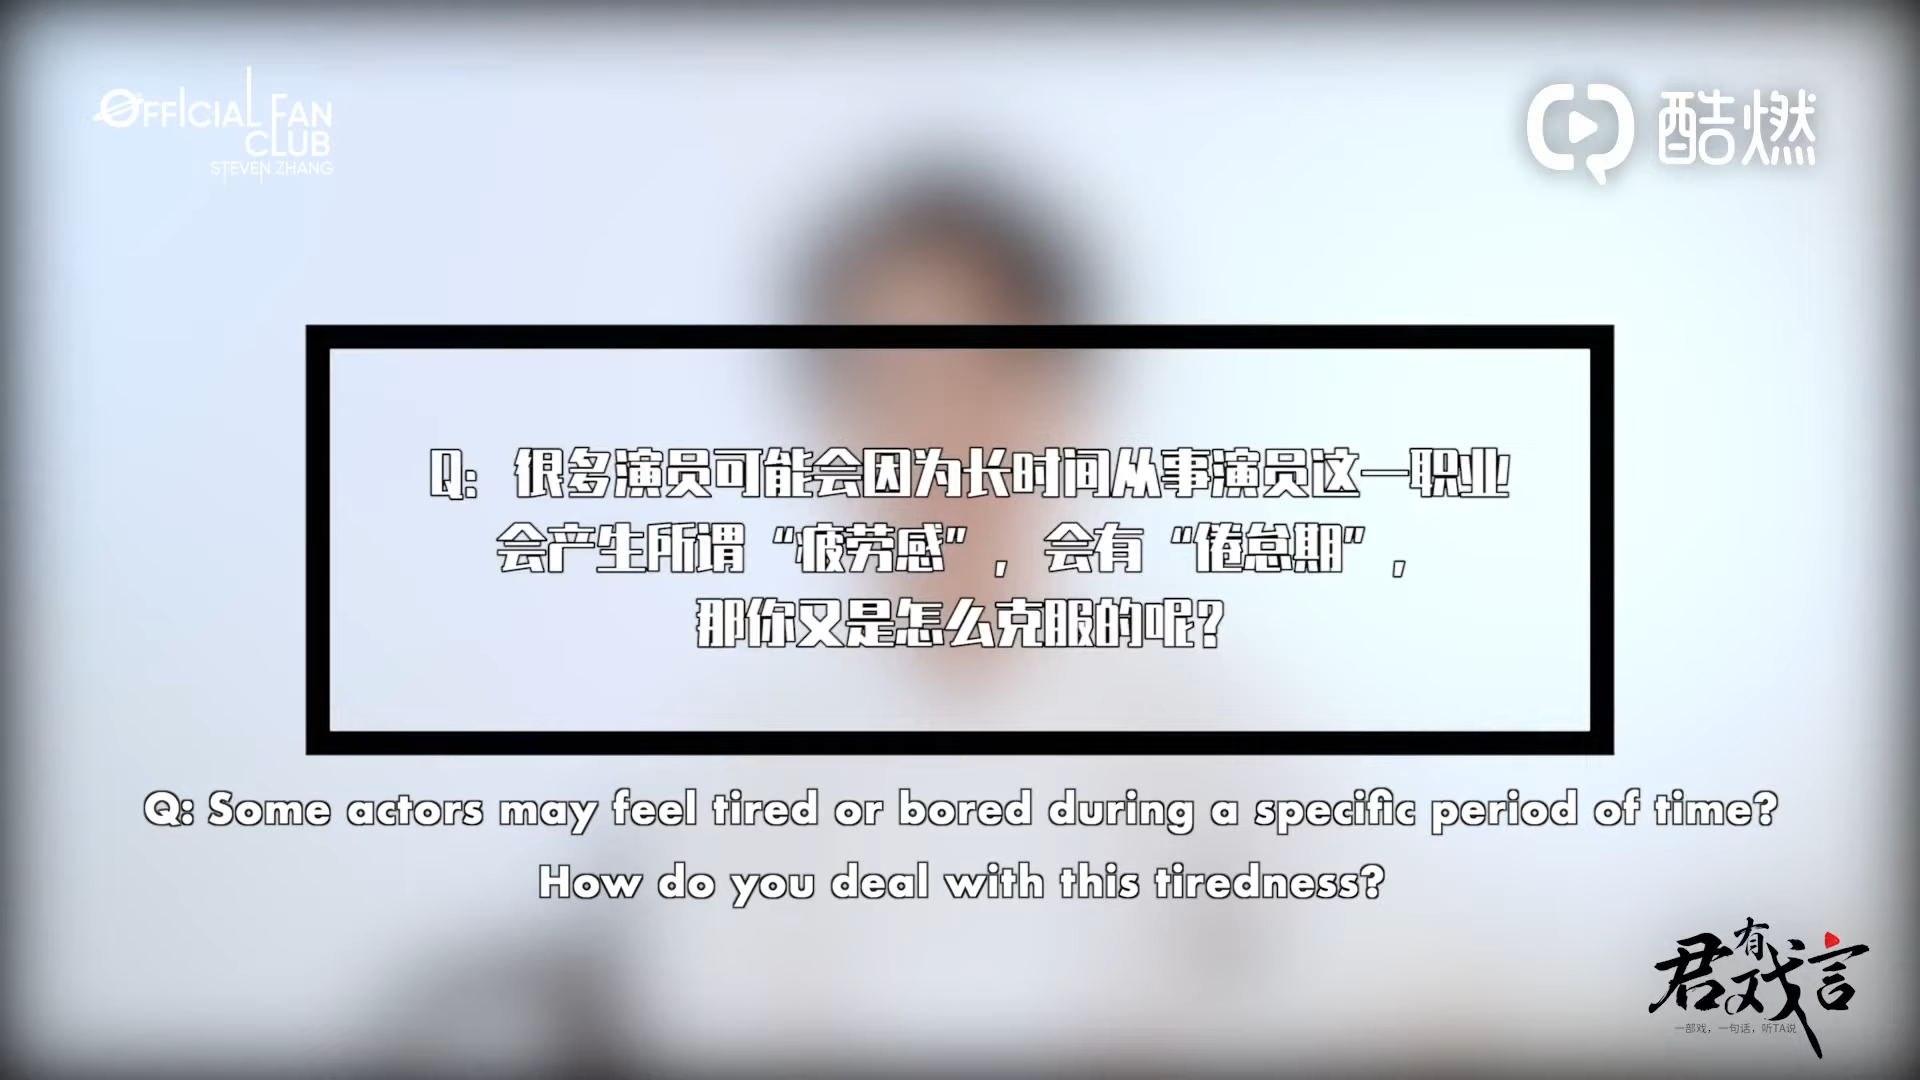 OFFICIAL FAN
CLUB
STEVEN ZHANG
酷燃
Q：很多演员可能会因为长时间从事演员这一职业
会产生所谓“疲劳感”，会有“倦怠期”，
那你又是怎么克服的呢？
Q: Some actors may feel tired or bored during a specific period of time?
How do you deal with this tiredness?
君有戏言
一部戏，一句话，听TA说